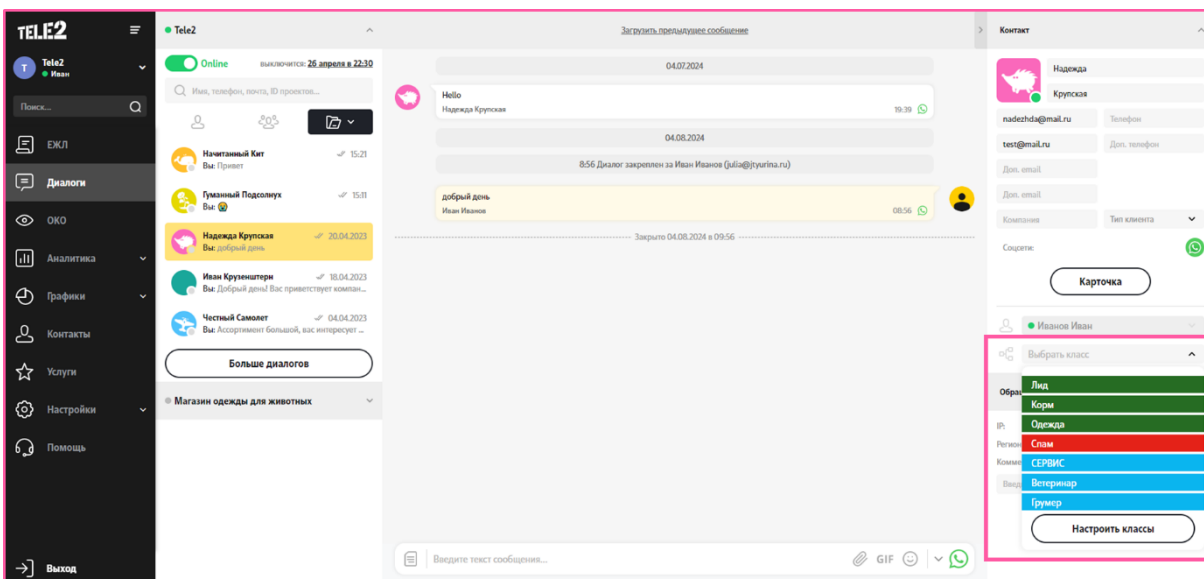 TELE2
T
Tele2
Иван
Поиск...
ЕЖЛ
Диалоги
ОКО
Аналитика
Графики
Контакты
Услуги
Настройки
Помощь
Выход
Tele2
Online
выключится: 26 апреля в 22:30
Имя, телефон, почта, ID проектов...
Начитанный Кит 15:21
Вы: Привет
Гуманный Подсолнух 15:11
Вы: 😭
Надежда Крупская 20.04.2023
Вы: добрый день
Иван Крузенштерн 18.04.2023
Вы: Добрый день! Вас приветствует компан...
Честный Самолет 04.04.2023
Вы: Ассортимент большой, вас интересует ...
Больше диалогов
Магазин одежды для животных
Загрузить предыдущее сообщение
04.07.2024
Hello
Надежда Крупская 19:39
04.08.2024
8:56 Диалог закреплен за Иван Иванов (julia@jtyurina.ru)
добрый день
Иван Иванов 08:56
Закрыто 04.08.2024 в 09:56
Введите текст сообщения...
GIF
Контакт
Надежда
Крупская
nadezhda@mail.ru Телефон
test@mail.ru Доп. телефон
Доп. email
Доп. email
Компания Тип клиента
Соцсети:
Карточка
Иванов Иван
Выбрать класс
Обращ
Лид
Корм
IP:
Одежда
Регион
Спам
Комме
СЕРВИС
Введ
Ветеринар
Грумер
Настроить классы